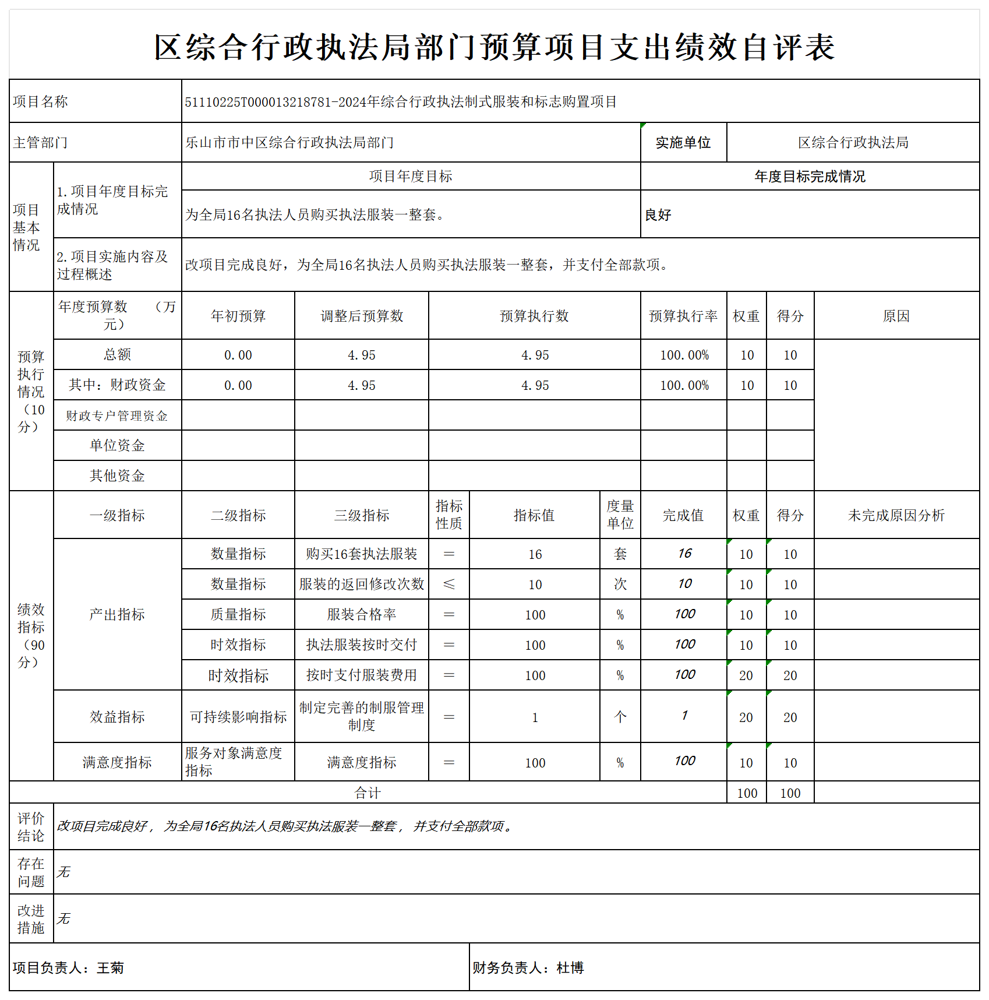 区综合行政执法局部门预算项目支出绩效自评表
项目名称 51110225T000013218781-2024年综合行政执法制式服装和标志购置项目
主管部门 乐山市市中区综合行政执法局部门 实施单位 区综合行政执法局
项目
基本
情况
1.项目年度目标完
成情况
项目年度目标 年度目标完成情况
为全局16名执法人员购买执法服装一整套。 良好
2.项目实施内容及
过程概述
改项目完成良好，为全局16名执法人员购买执法服装一整套，并支付全部款项。
预算
执行
情况
（10
分）
年度预算数 （万
元）
年初预算 调整后预算数 预算执行数 预算执行率 权重 得分 原因
总额 0.00 4.95 4.95 100.00% 10 10
其中：财政资金 0.00 4.95 4.95 100.00% 10 10
财政专户管理资金
单位资金
其他资金
绩效
指标
（90
分）
一级指标 二级指标 三级指标
指标
性质
指标值
度量
单位
完成值 权重 得分 未完成原因分析
产出指标
数量指标 购买16套执法服装 ＝ 16 套 16 10 10
数量指标 服装的返回修改次数 ≤ 10 次 10 10 10
质量指标 服装合格率 ＝ 100 % 100 10 10
时效指标 执法服装按时交付 ＝ 100 % 100 10 10
时效指标 按时支付服装费用 ＝ 100 % 100 20 20
效益指标 可持续影响指标
制定完善的制服管理
制度
＝ 1 个 1 20 20
满意度指标
服务对象满意度
指标
满意度指标 ＝ 100 % 100 10 10
合计 100 100
评价
结论
改项目完成良好，为全局16名执法人员购买执法服装一整套，并支付全部款项。
存在
问题
无
改进
措施
无
项目负责人：王菊 财务负责人：杜博